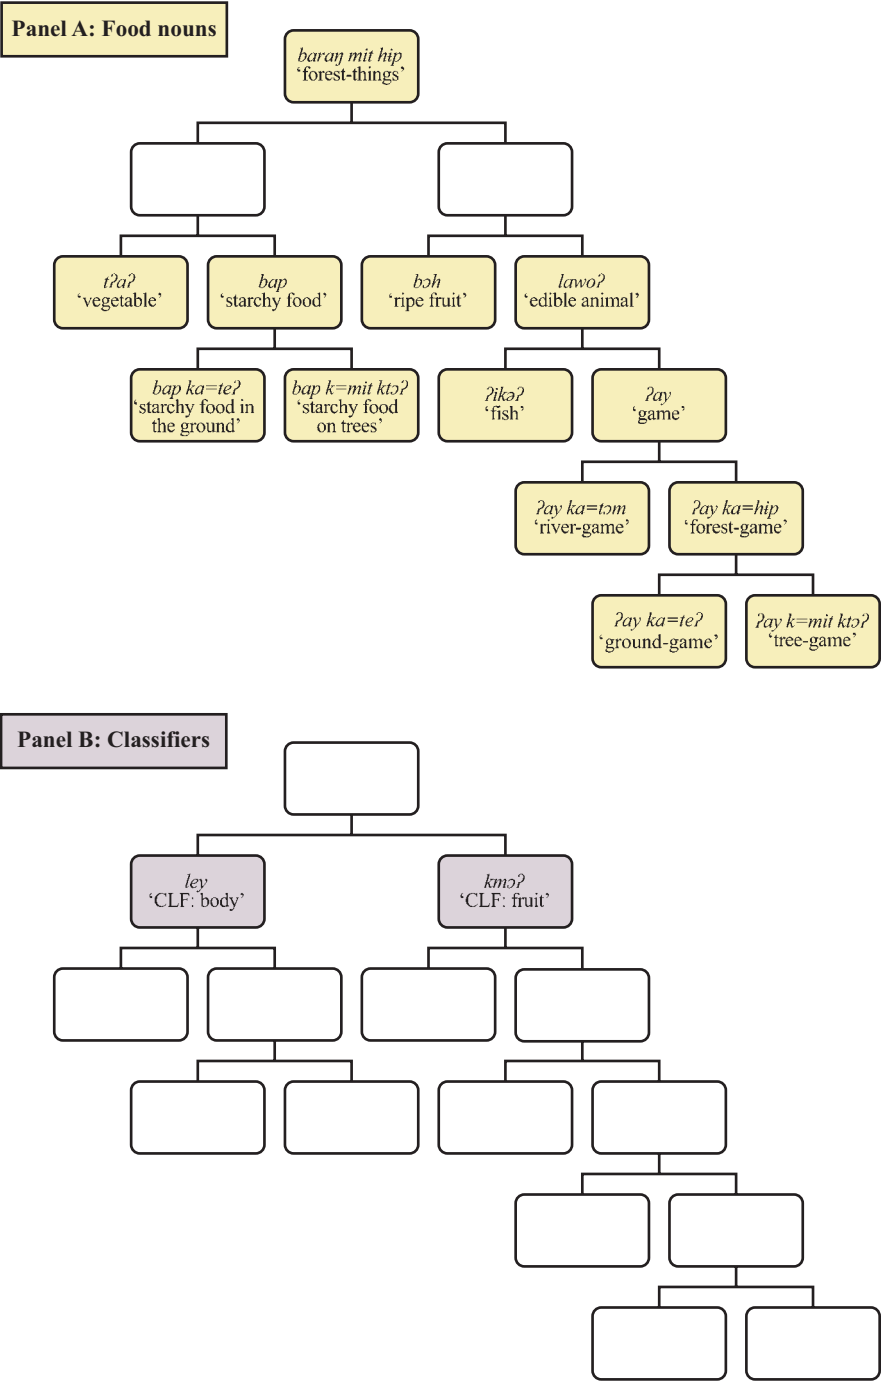 Panel A: Food nouns
baraŋ mit hɨp
‘forest-things’
tʔaʔ
‘vegetable’
bap
‘starchy food’
bɔh
‘ripe fruit’
lawoʔ
‘edible animal’
bap ka=teʔ
‘starchy food in
the ground’
bap k=mit ktɔʔ
‘starchy food
on trees’
ʔikəʔ
‘fish’
ʔay
‘game’
ʔay ka=tɔm
‘river-game’
ʔay ka=hɨp
‘forest-game’
ʔay ka=teʔ
‘ground-game’
ʔay k=mit ktɔʔ
‘tree-game’
Panel B: Classifiers
ley
‘CLF: body’
kmɔʔ
‘CLF: fruit’